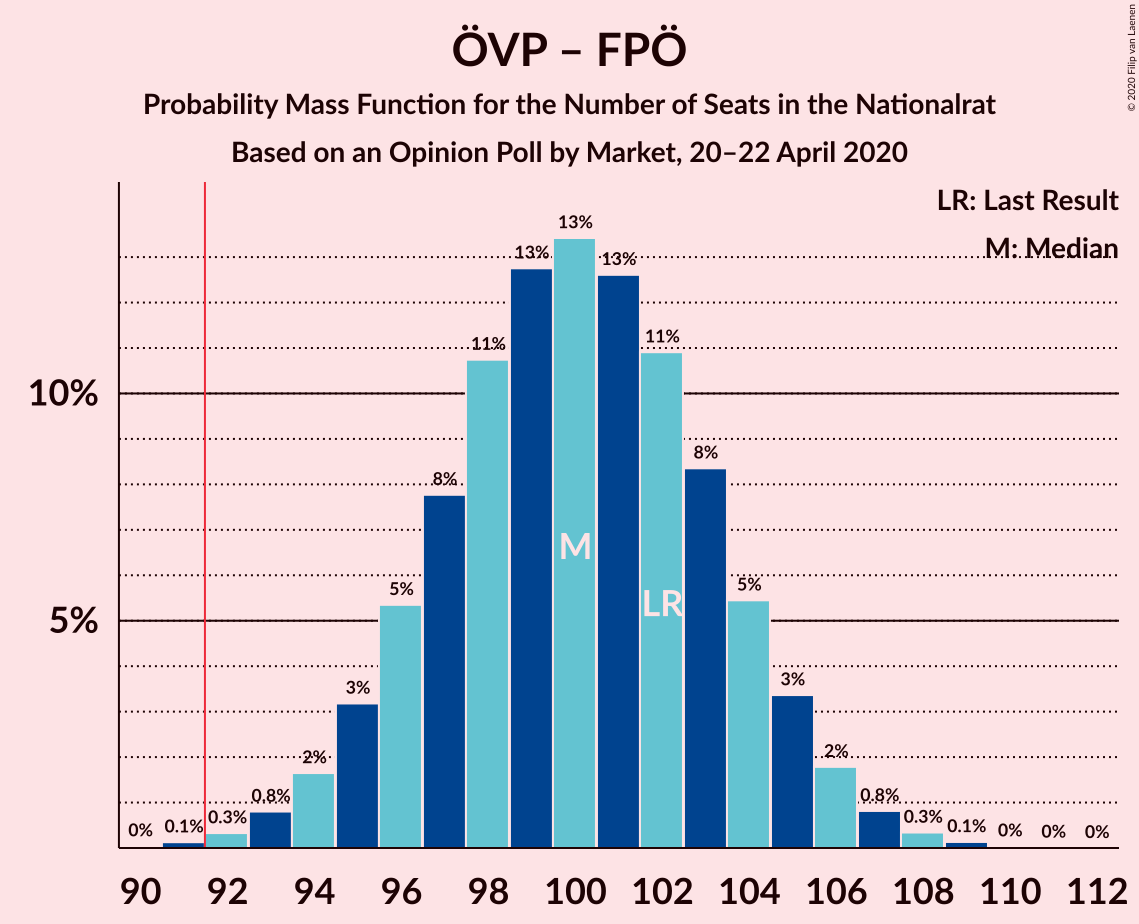 ÖVP – FPÖ
Probability Mass Function for the Number of Seats in the Nationalrat
Based on an Opinion Poll by Market, 20–22 April 2020
© 2020 Filip van Laenen
LR: Last Result
M: Median
10%
5%
0%
0.1%
0.3%
0.8%
2%
3%
5%
8%
11%
13%
13%
13%
11%
8%
5%
3%
2%
0.8%
0.3%
0.1%
0%
0%
0%
M
LR
90 92 94 96 98 100 102 104 106 108 110 112